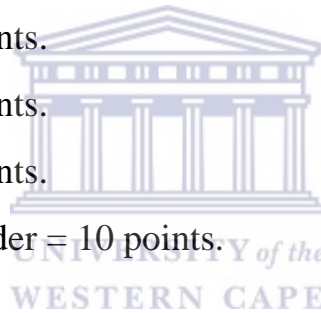 nts.
nts.
nts.
der = 10 points.
UNIVERSITY of the
WESTERN CAPE